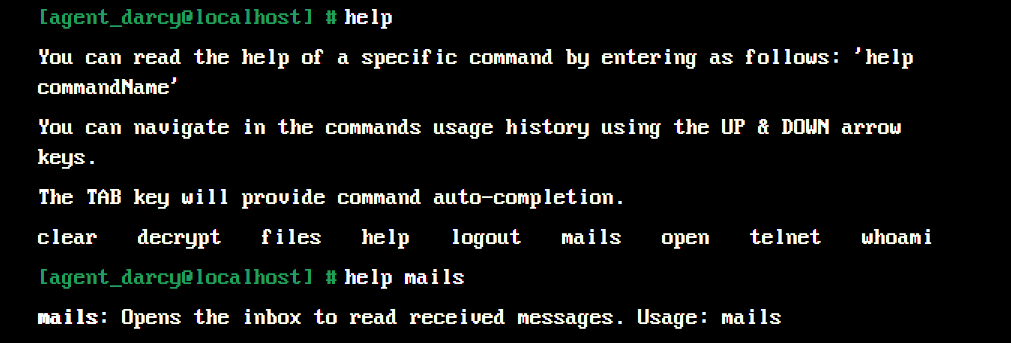 [agent_darcy@localhost] # help
You can read the help of a specific command by entering as follows: 'help
commandName'
You can navigate in the commands usage history using the UP & DOWN arrow
keys.
The TAB key will provide command auto-completion.
clear decrypt files help logout mails open telnet whoami
[agent_darcy@localhost] # help mails
mails: Opens the inbox to read received messages. Usage: mails